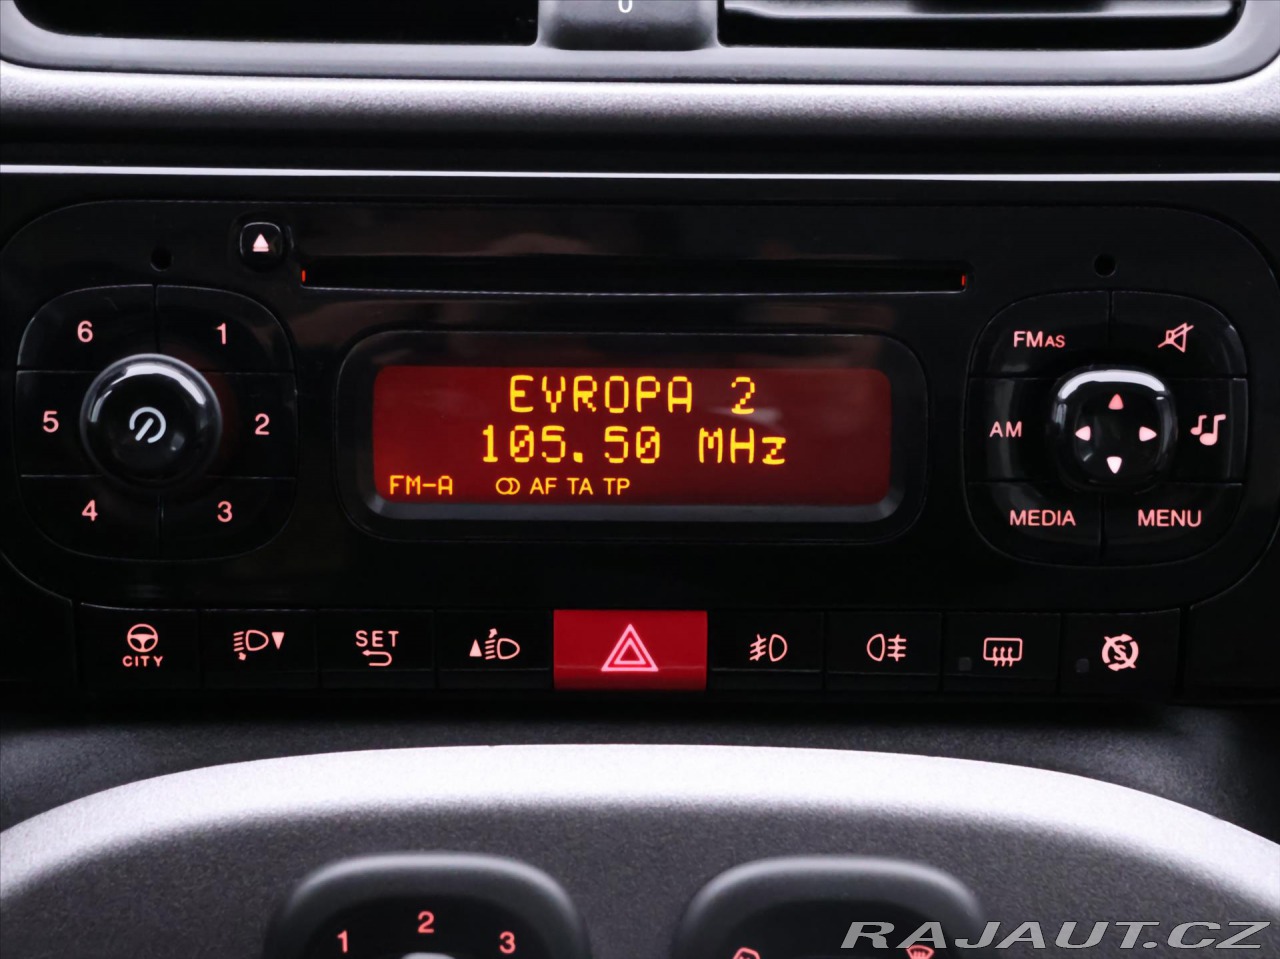 0
6
1
FMAS
EVROPA 2
5
2
AM
105.50 MHz
FM-A
AF TA TP
4
3
MEDIA
MENU
CITY
SET
S
1
2
3
RAJAUT.CZ